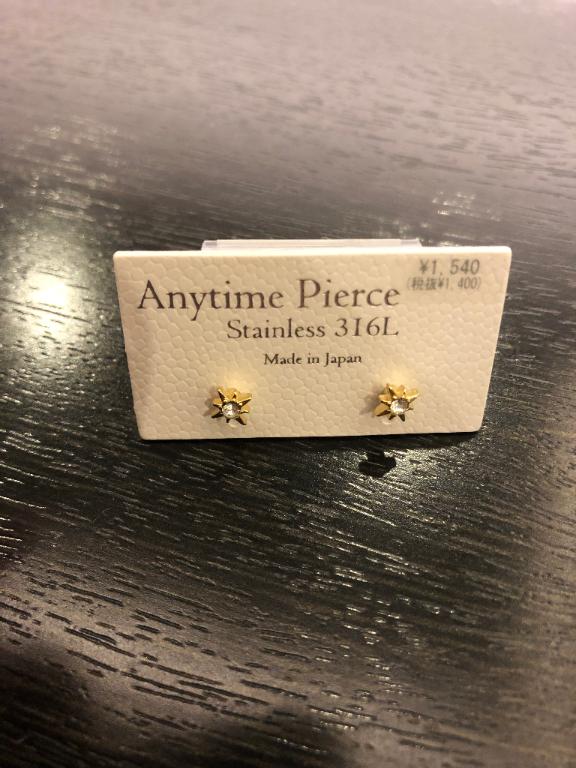 ¥1,540
(税抜¥1,400)
Anytime Pierce
Stainless 316L
Made in Japan